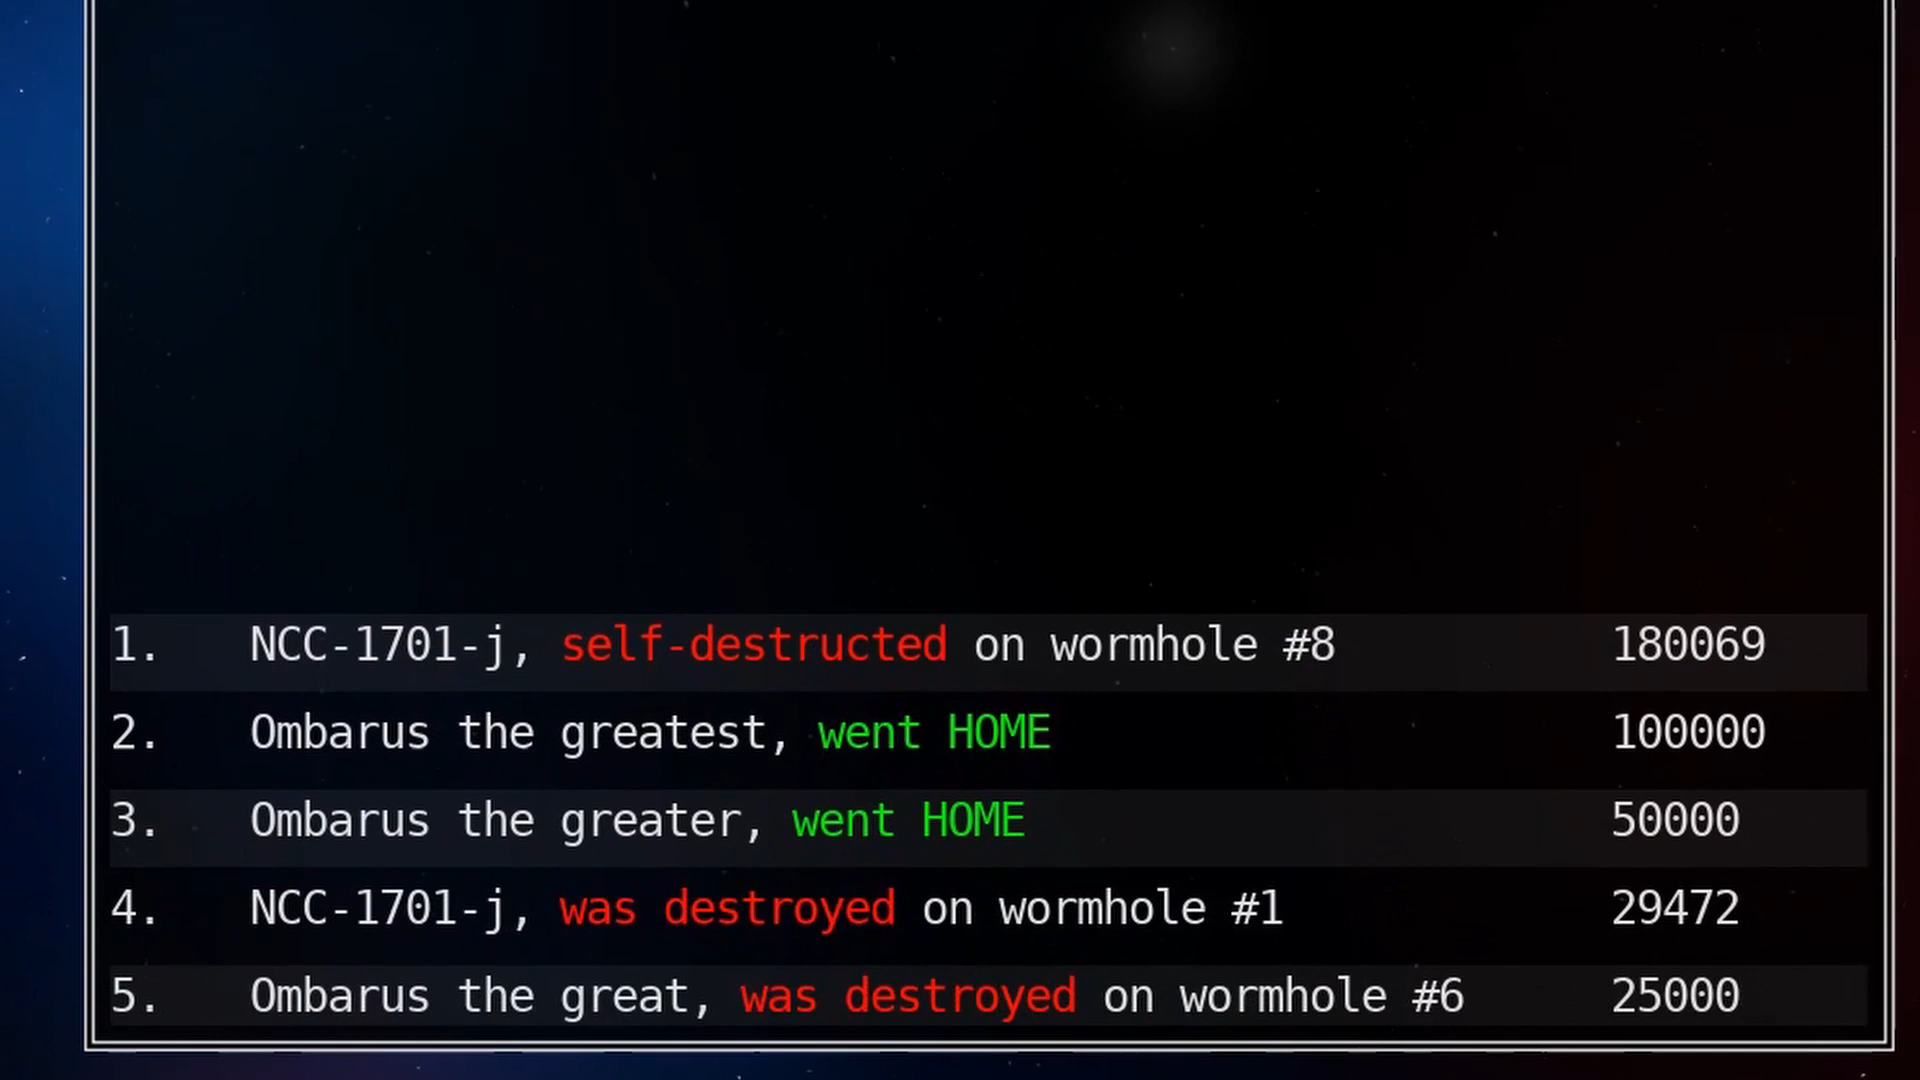 1. NCC-1701-j, self-destructed on wormhole #8 180069
2. Ombarus the greatest, went HOME 100000
3. Ombarus the greater, went HOME 50000
4. NCC-1701-j, was destroyed on wormhole #1 29472
5. Ombarus the great, was destroyed on wormhole #6 25000